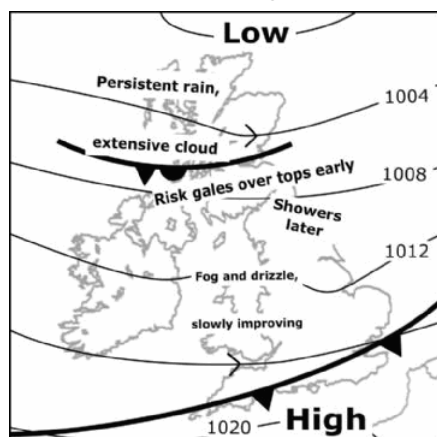 Low
Persistent rain,
1004
extensive cloud
Risk gales over tops early
1008
Showers
later
1012
Fog and drizzle,
slowly improving
1020
High